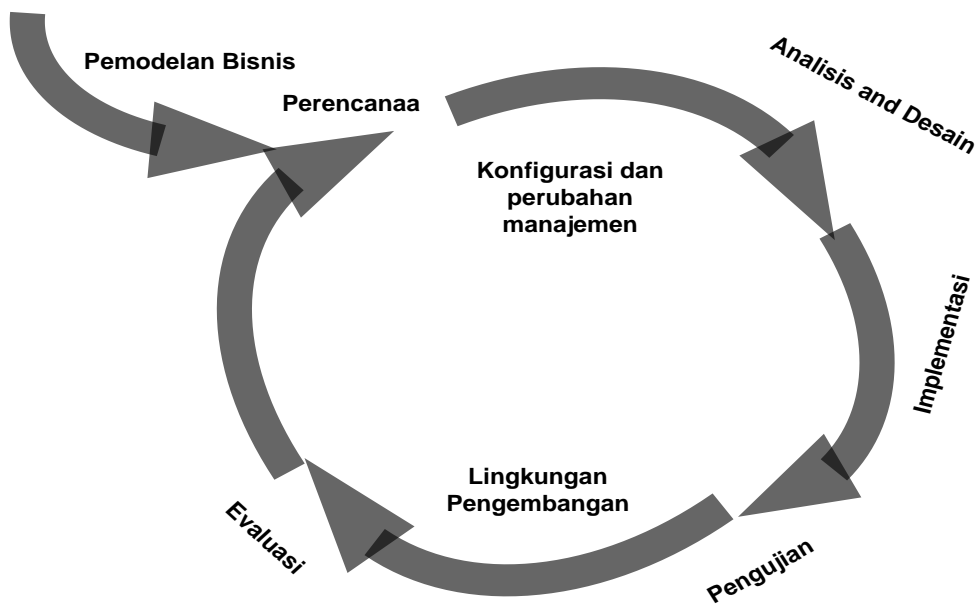 Pemodelan Bisnis
Perencanaa
Analisis and Desain
Konfigurasi dan
perubahan
manajemen
Implementasi
Lingkungan
Pengembangan
Evaluasi
Pengujian